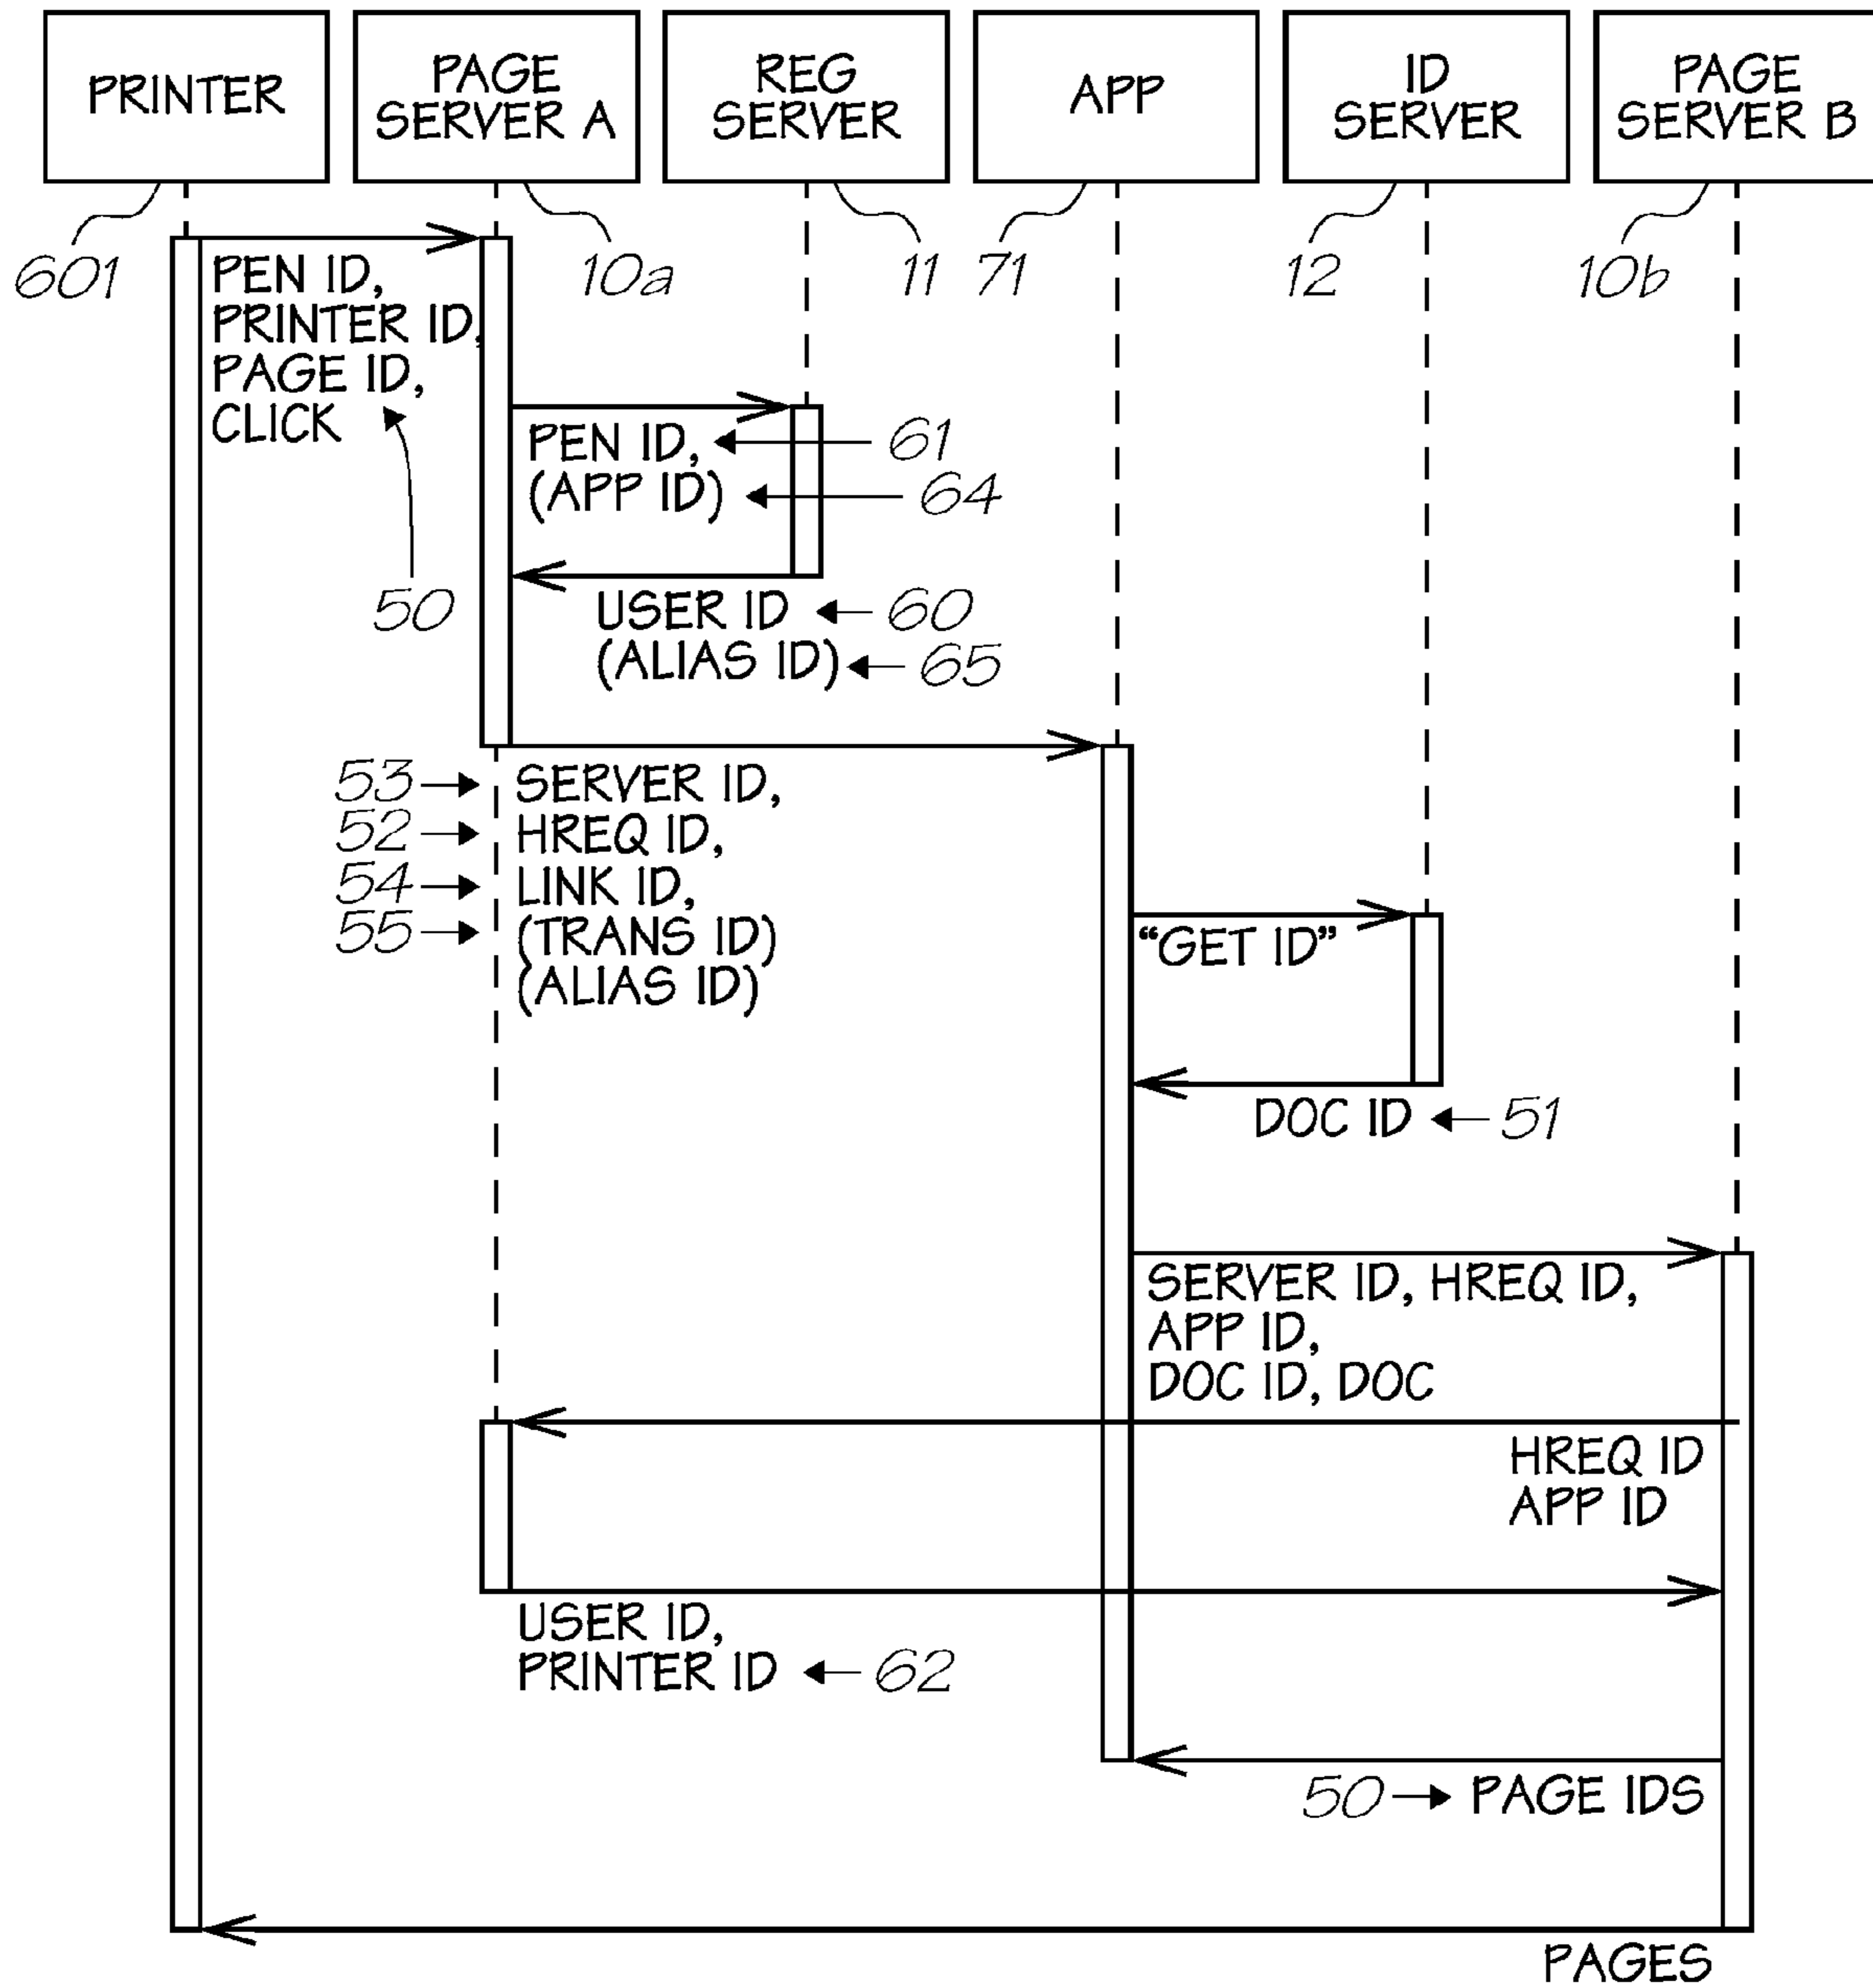 PRINTER
PAGE
SERVER A
REG
SERVER
APP
ID
SERVER
PAGE
SERVER B
601
10a
11
71
12
10b
PEN ID,
PRINTER ID,
PAGE ID,
CLICK
50
PEN ID,
61
(APP ID)
64
USER ID
60
(ALIAS ID)
65
53
SERVER ID,
52
HREQ ID,
54
LINK ID,
55
(TRANS ID)
(ALIAS ID)
“GET ID”
DOC ID
51
SERVER ID, HREQ ID,
APP ID,
DOC ID, DOC
HREQ ID
APP ID
USER ID,
PRINTER ID
62
50
PAGE IDS
PAGES